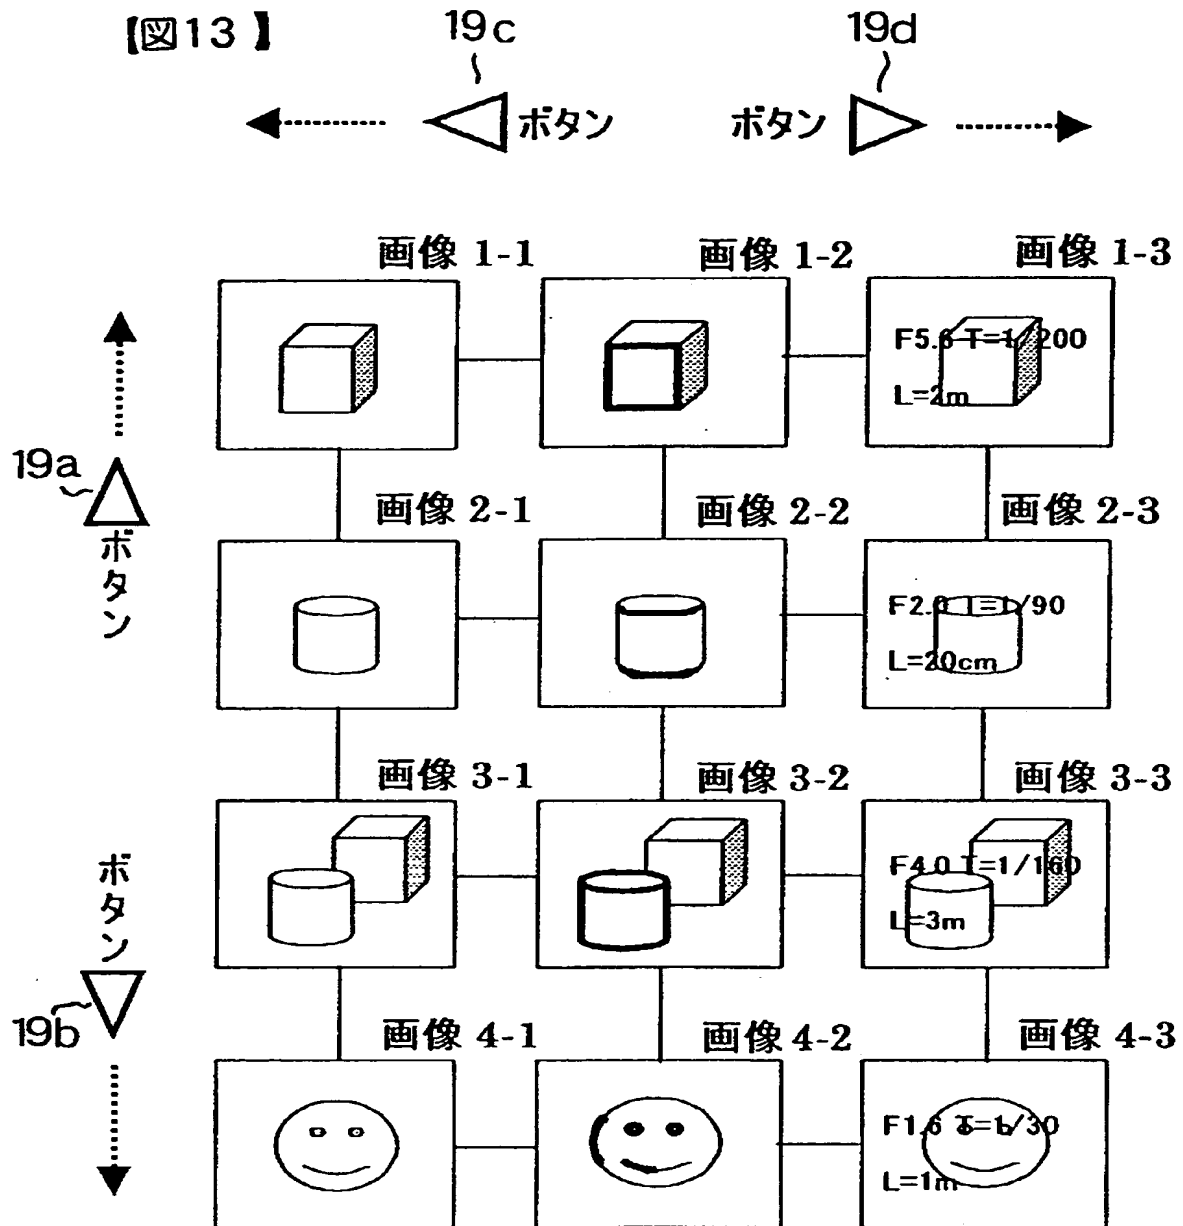 【図13】
19c
19d
ボタン
ボタン
画像 1-1
画像 1-2
画像 1-3
F5.6 T=1/200
L=2m
19a
ボタン
画像 2-1
画像 2-2
画像 2-3
F2.0 T=1/90
L=20cm
画像 3-1
画像 3-2
画像 3-3
F4.0 T=1/160
L=3m
ボタン
19b
画像 4-1
画像 4-2
画像 4-3
F1.6 T=1/30
L=1m